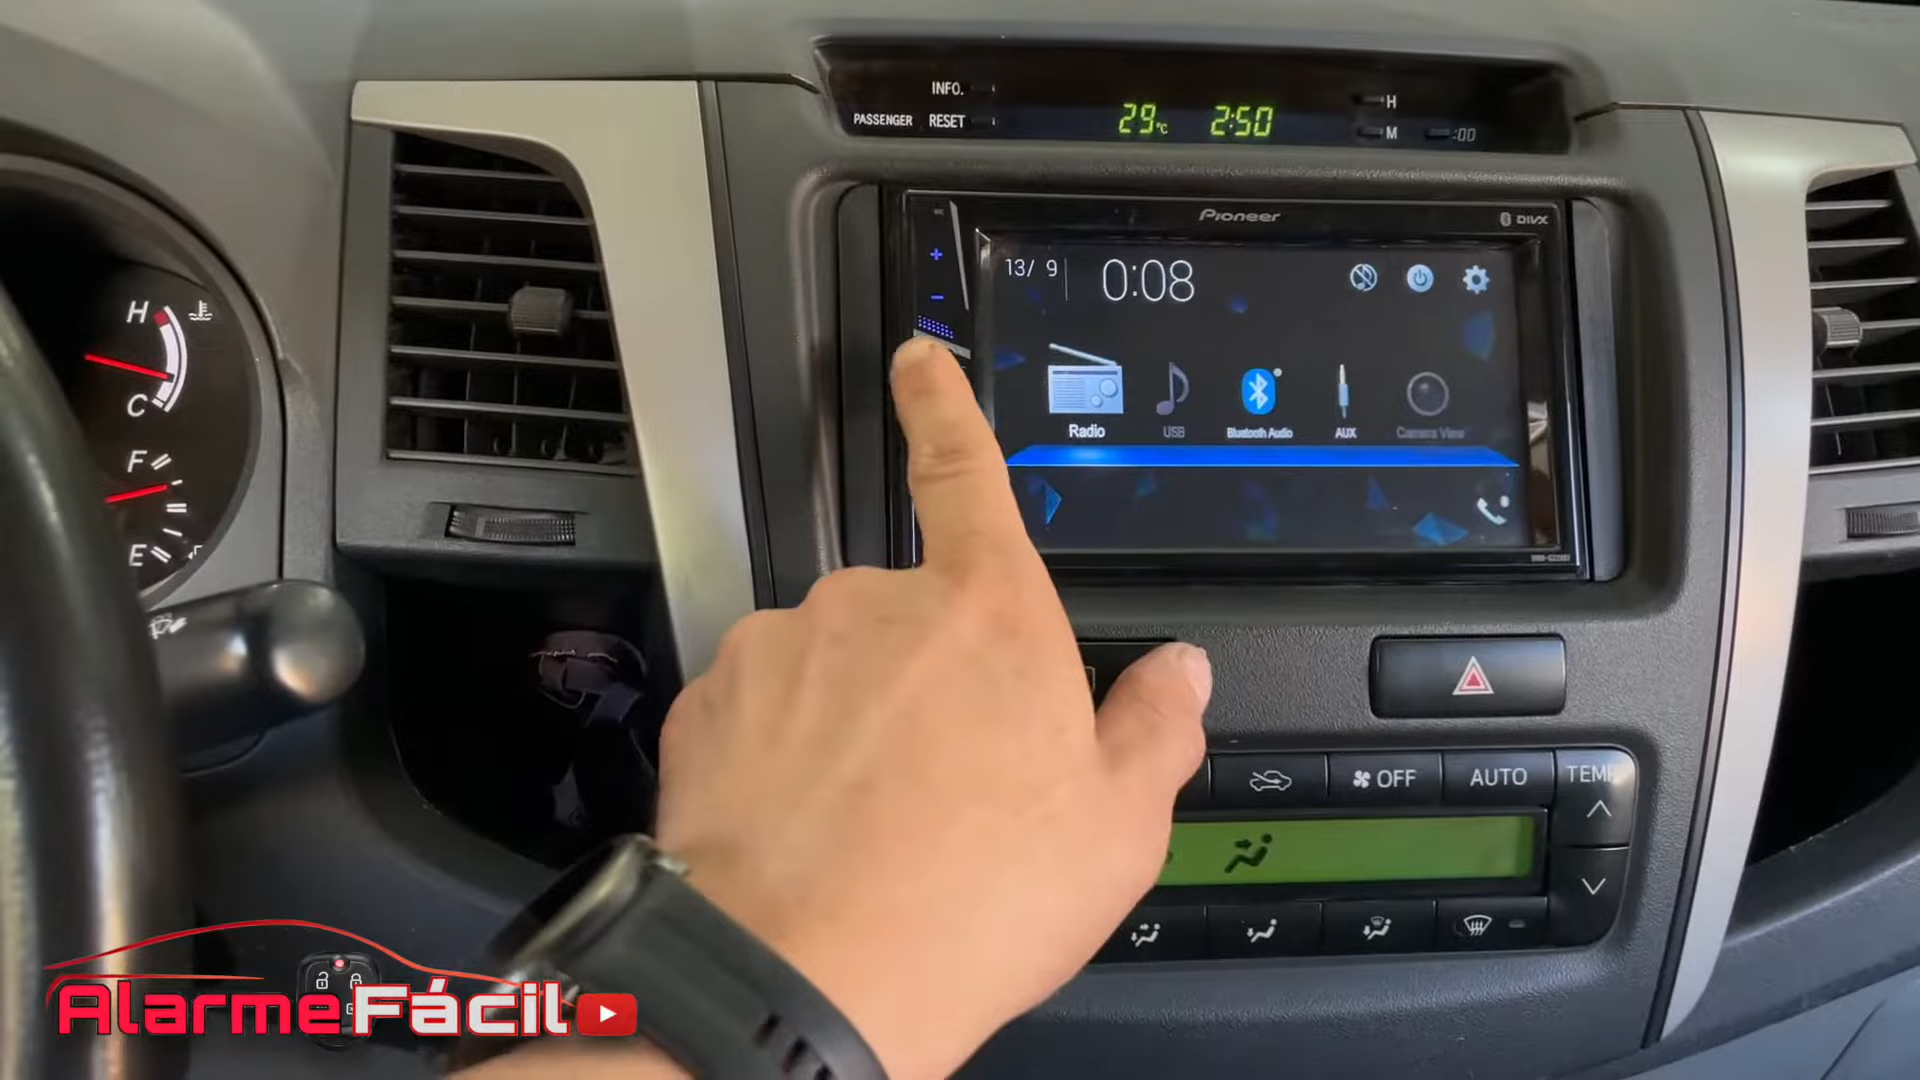 INFO.
PASSENGER RESET
29°C 2:50
H
M
:00
Pioneer
DIVX
13/ 9
0:08
Radio
USB
Bluetooth Audio
AUX
Camera View
H
C
F
E
OFF
AUTO
TEMP
AlarmeFácil